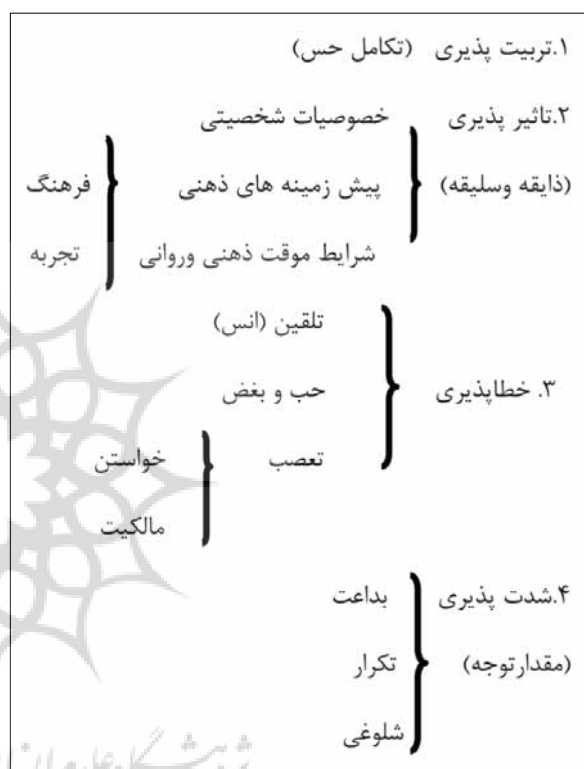 ۱.تربیت پذیری (تکامل حس)
۲.تاثیر پذیری خصوصیات شخصیتی
(ذایقه وسلیقه) پیش زمینه های ذهنی فرهنگ
شرایط موقت ذهنی وروانی تجربه
تلقین (انس)
۳. خطاپذیری حب و بغض
تعصب خواستن
مالکیت
۴.شدت پذیری بداعت
(مقدارتوجه) تکرار
شلوغی